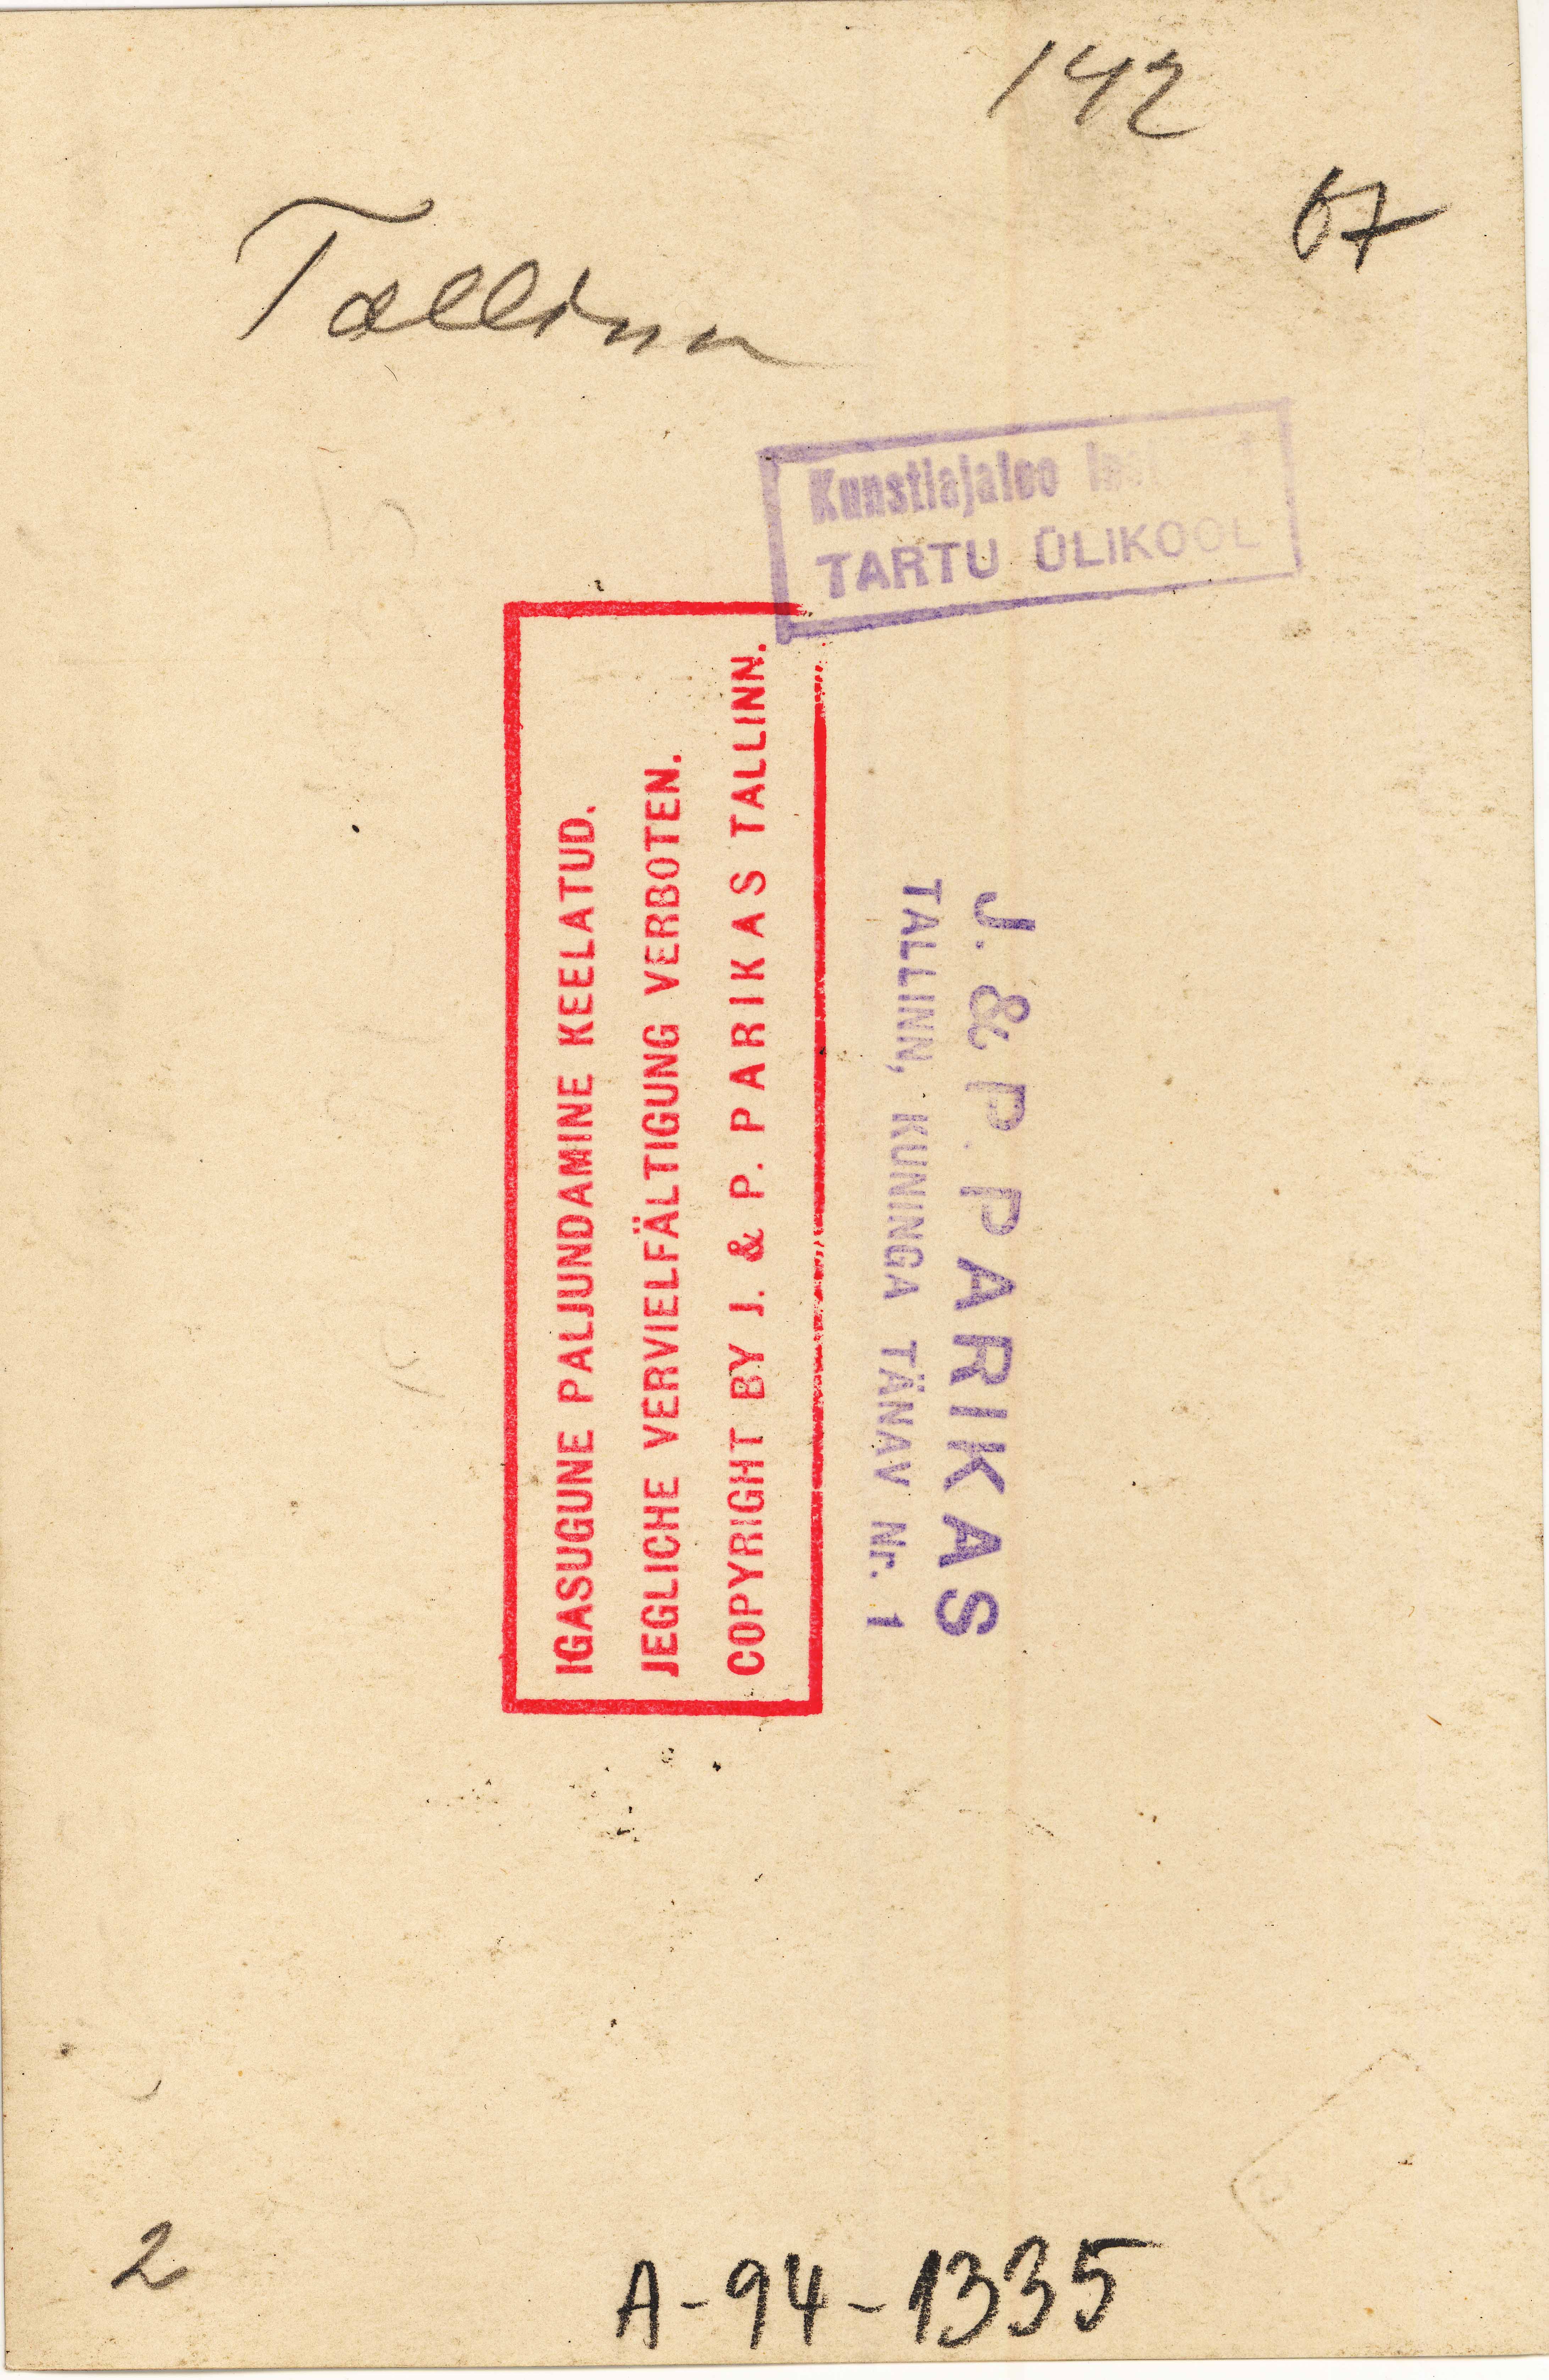 142
67
Tallinn
Kunstiajaloo
TARTU ÜLIKOOL
IGASUGUNE PALJUNDAMINE KEELATUD.
JEGLICHE VERVIELFÄLTIGUNG VERBOTEN.
COPYRIGHT BY J. & P. PARIKAS TALLINN.
J. & P. PARIKAS
TALLINN, KUNINGA TÄNAV Nr. 1
2
A-94-1335